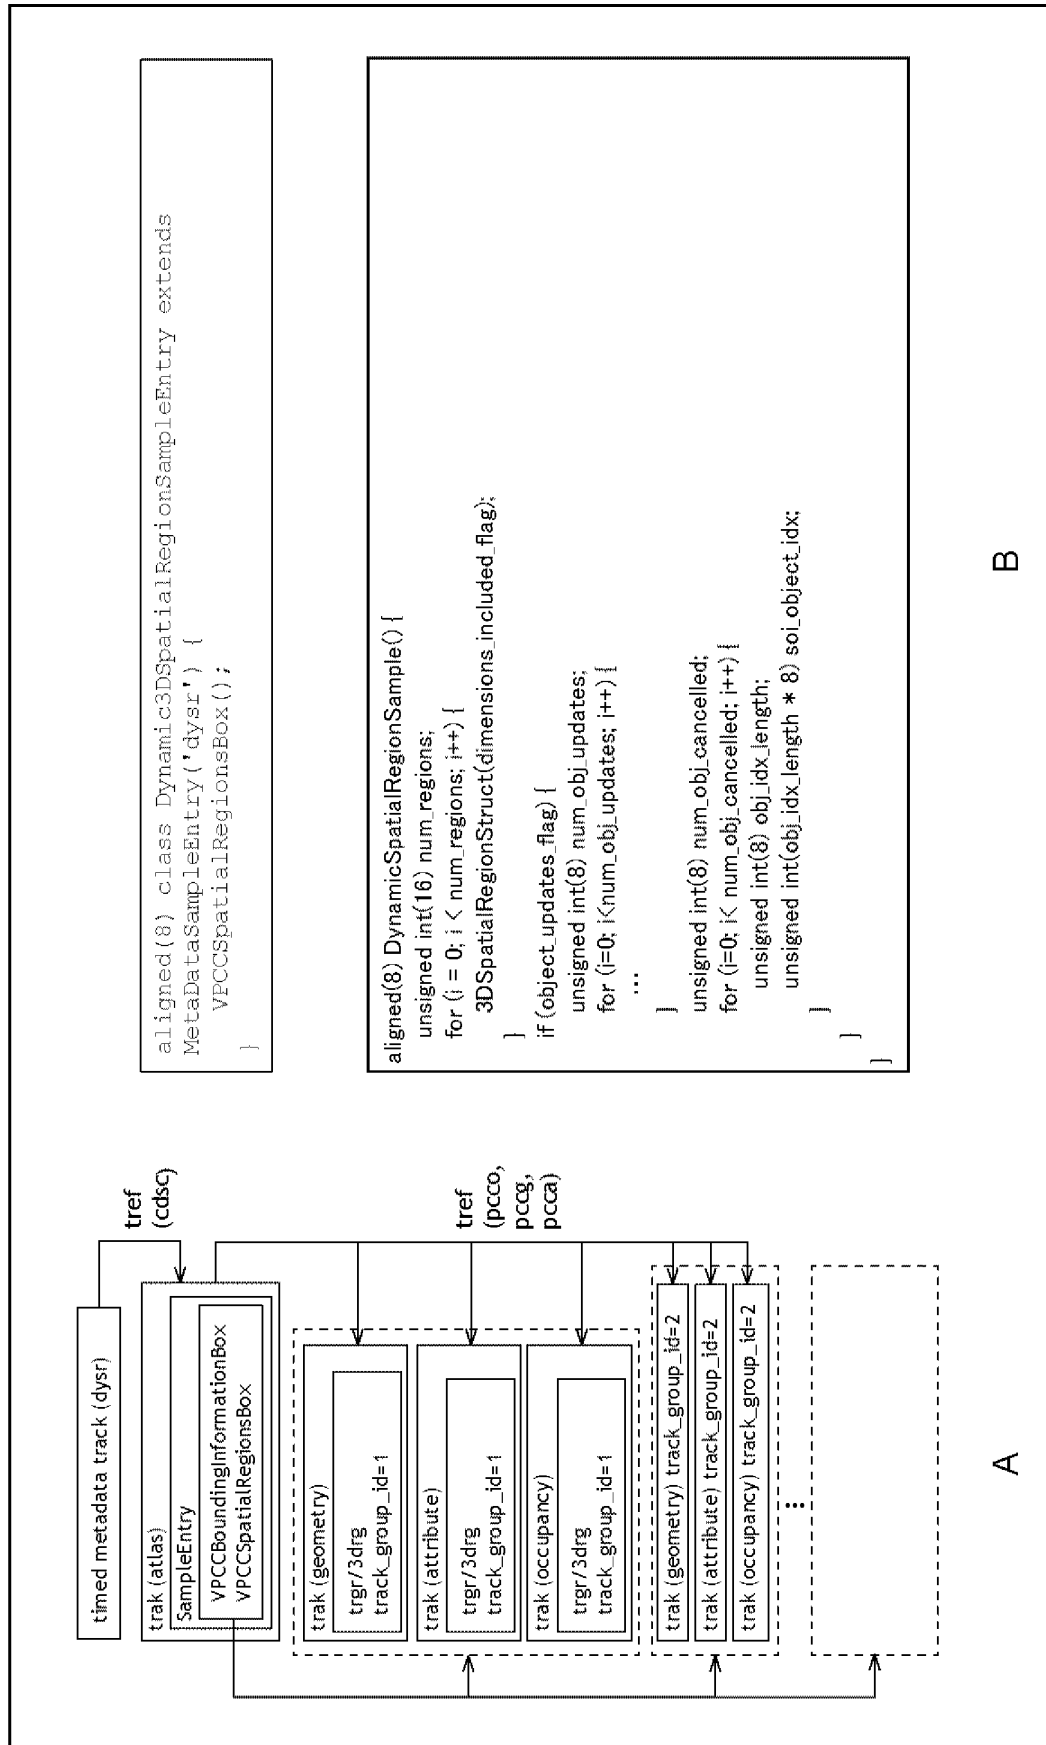 timed metadata track (dysr)
tref
(cdsc)
trak (atlas)
SampleEntry
VPCCBoundingInformationBox
VPCCSpatialRegionsBox
tref
(pcco,
pccg,
pcca)
trak (geometry)
trgr/3drg
track_group_id=1
trak (attribute)
trgr/3drg
track_group_id=1
trak (occupancy)
trgr/3drg
track_group_id=1
trak (geometry) track_group_id=2
trak (attribute) track_group_id=2
trak (occupancy) track_group_id=2
...
A
aligned(8) class Dynamic3DSpatialRegionSampleEntry extends
MetaDataSampleEntry('dysr') {
VPCCSpatialRegionsBox();
}
aligned(8) DynamicSpatialRegionSample() {
unsigned int(16) num_regions;
for (i = 0; i < num_regions; i++) {
3DSpatialRegionStruct(dimensions_included_flag);
}
if (object_updates_flag) {
unsigned int(8) num_obj_updates;
for (i=0; i<num_obj_updates; i++) {
...
}
unsigned int(8) num_obj_cancelled;
for (i=0; i< num_obj_cancelled; i++) {
unsigned int(8) obj_idx_length;
unsigned int(obj_idx_length * 8) soi_object_idx;
}
}
}
B